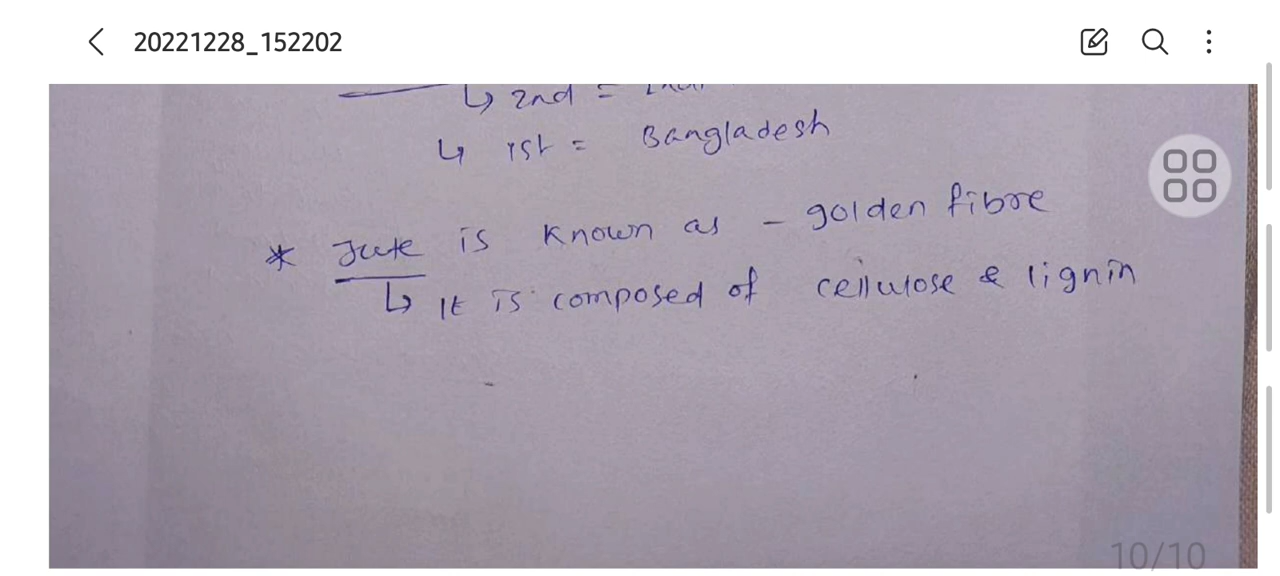 20221228_152202
↳ 2nd =
↳ 1st = Bangladesh
* Jute is known as - golden fibre
↳ It is composed of cellulose & lignin
10/10